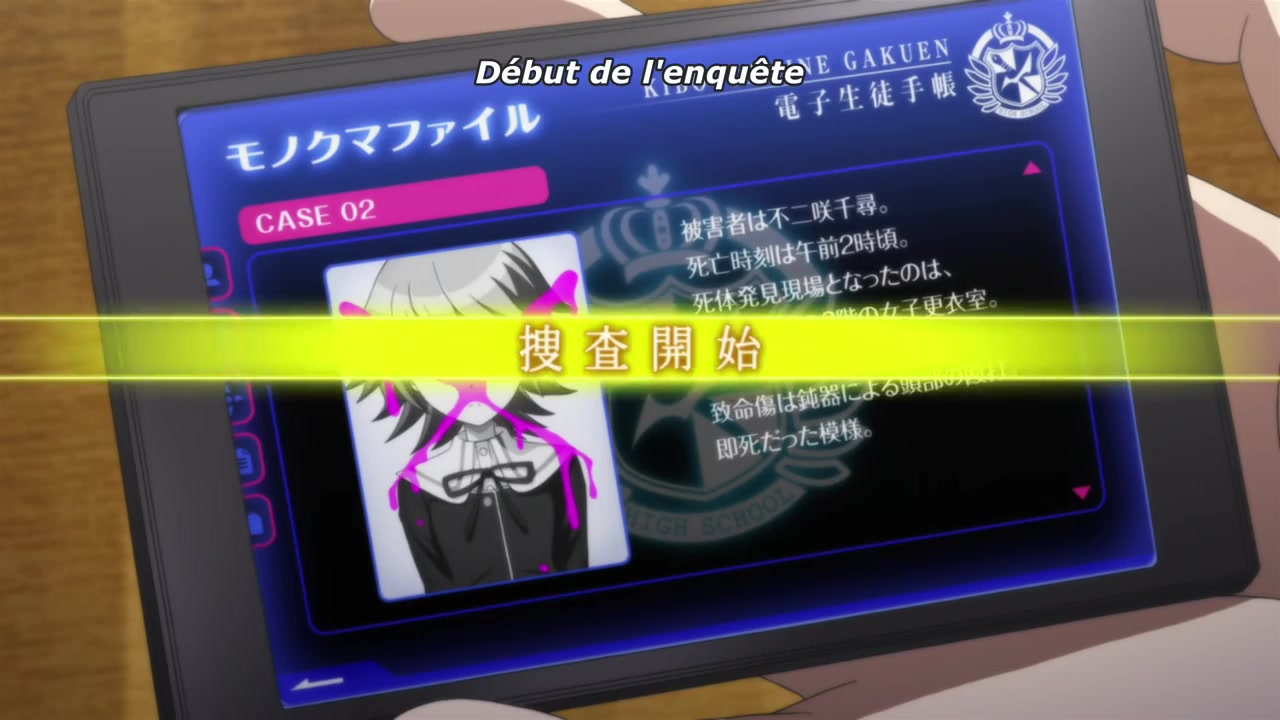 Début de l'enquête
NE GAKUEN
電子生徒手帳
モノクマファイル
CASE 02
被害者は不二咲千尋。
死亡時刻は午前2時頃。
死体発見現場となったのは、
2階の女子更衣室。
捜査開始
致命傷は鈍器による頭部の殴打。
即死だった模様。
HIGH SCHOOL